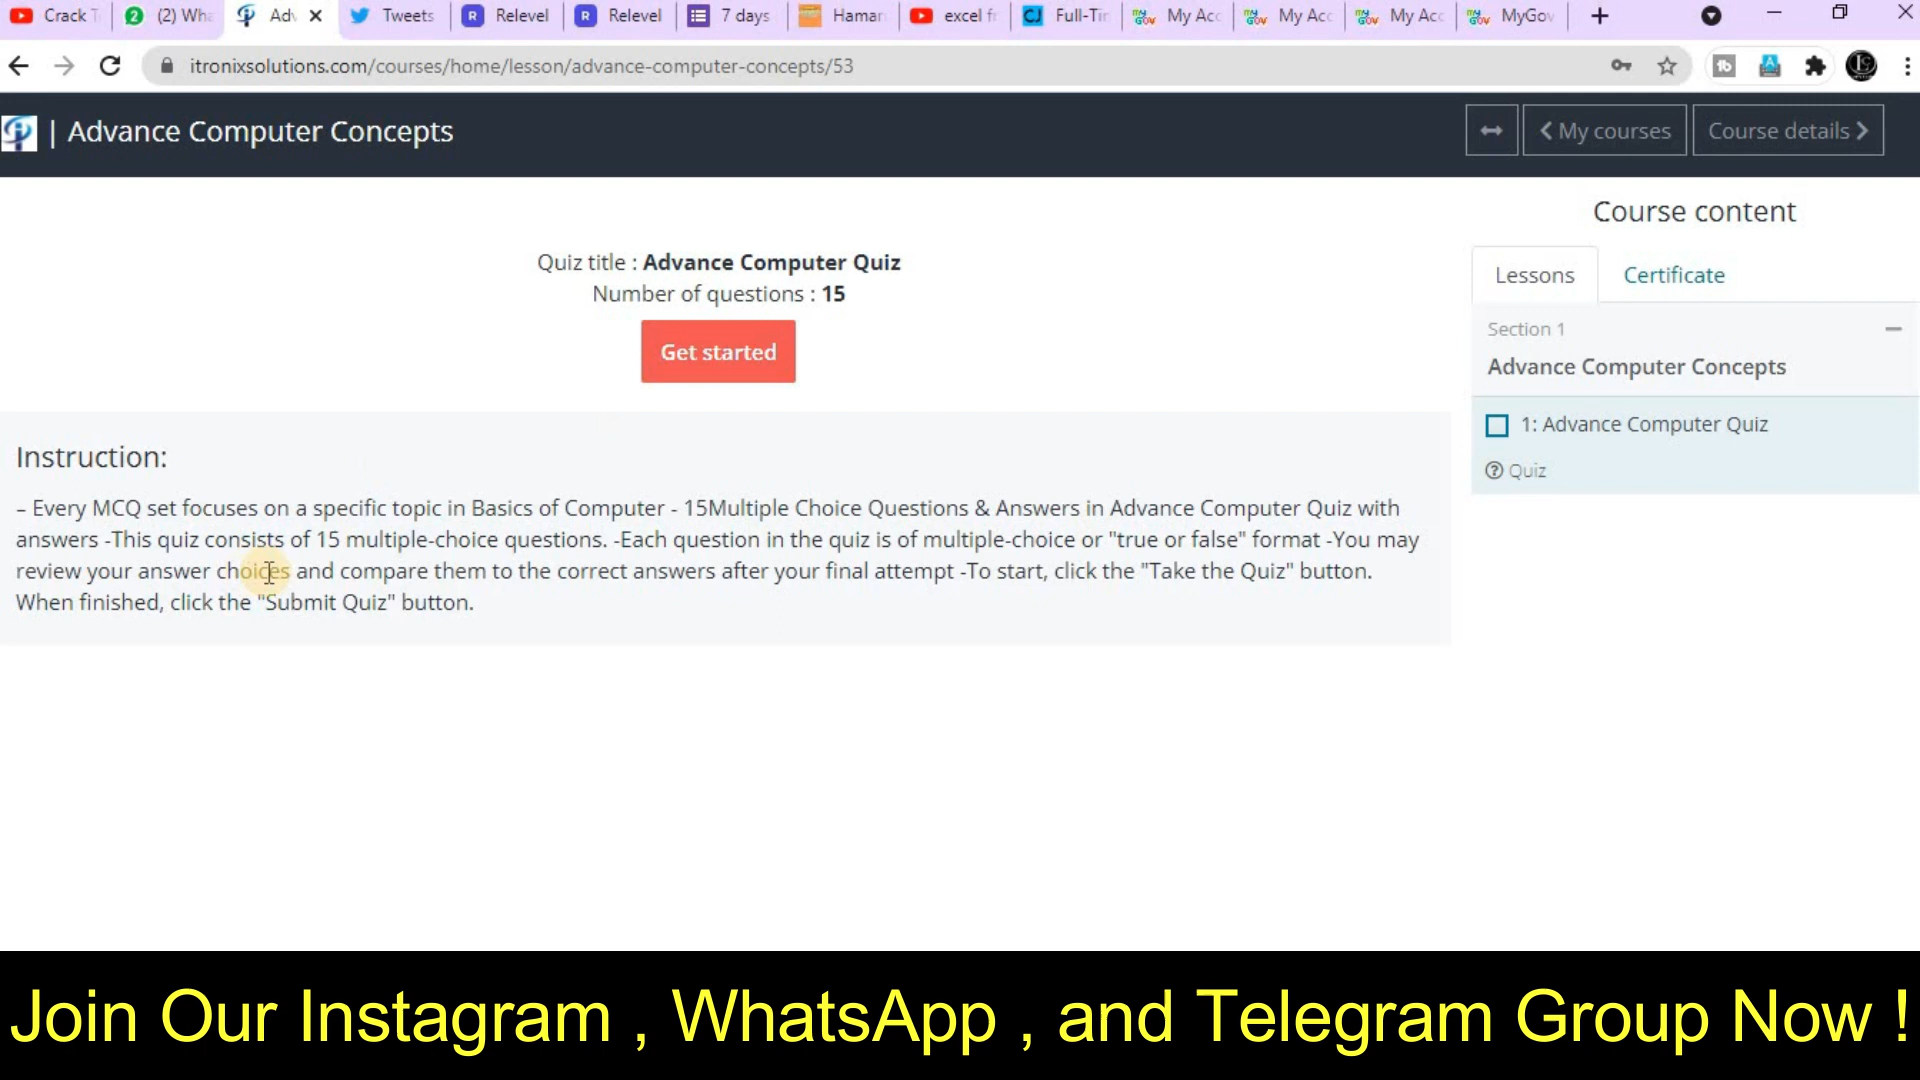 Crack T
(2) Wha
Adv
Tweets
Relevel
Relevel
7 days
Hamar
excel f
Full-Tir
My Acc
My Acc
My Acc
MyGov
itronixsolutions.com/courses/home/lesson/advance-computer-concepts/53
| Advance Computer Concepts
My courses
Course details
Quiz title : Advance Computer Quiz
Number of questions : 15
Get started
Instruction:
– Every MCQ set focuses on a specific topic in Basics of Computer - 15Multiple Choice Questions & Answers in Advance Computer Quiz with
answers -This quiz consists of 15 multiple-choice questions. -Each question in the quiz is of multiple-choice or "true or false" format -You may
review your answer choices and compare them to the correct answers after your final attempt -To start, click the "Take the Quiz" button.
When finished, click the "Submit Quiz" button.
Course content
Lessons
Certificate
Section 1
Advance Computer Concepts
1: Advance Computer Quiz
Quiz
Join Our Instagram , WhatsApp , and Telegram Group Now !